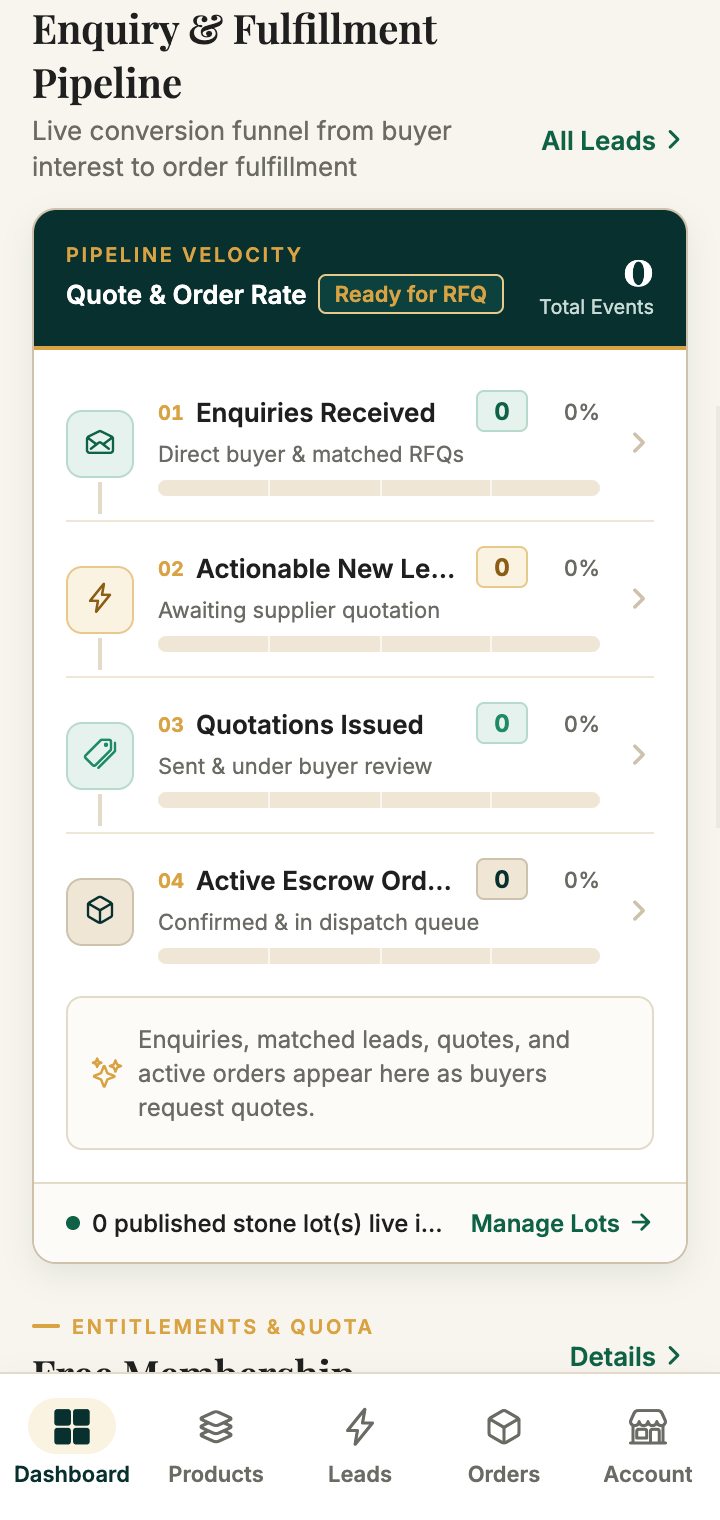 Enquiry & Fulfillment
Pipeline
Live conversion funnel from buyer
interest to order fulfillment
All Leads
PIPELINE VELOCITY
Quote & Order Rate
Ready for RFQ
0
Total Events
01 Enquiries Received 0 0%
Direct buyer & matched RFQs
02 Actionable New Le... 0 0%
Awaiting supplier quotation
03 Quotations Issued 0 0%
Sent & under buyer review
04 Active Escrow Ord... 0 0%
Confirmed & in dispatch queue
Enquiries, matched leads, quotes, and
active orders appear here as buyers
request quotes.
0 published stone lot(s) live i... Manage Lots
ENTITLEMENTS & QUOTA
Free Membership
Details
Dashboard Products Leads Orders Account